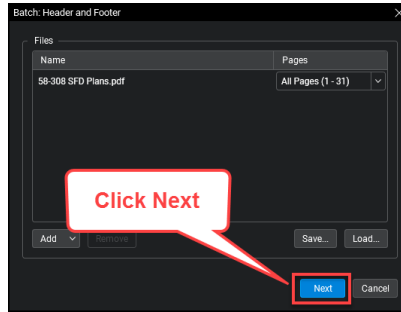 Batch: Header and Footer
Files
Name Pages
58-308 SFD Plans.pdf All Pages (1 - 31)
Click Next
Add Remove Save... Load...
Next Cancel